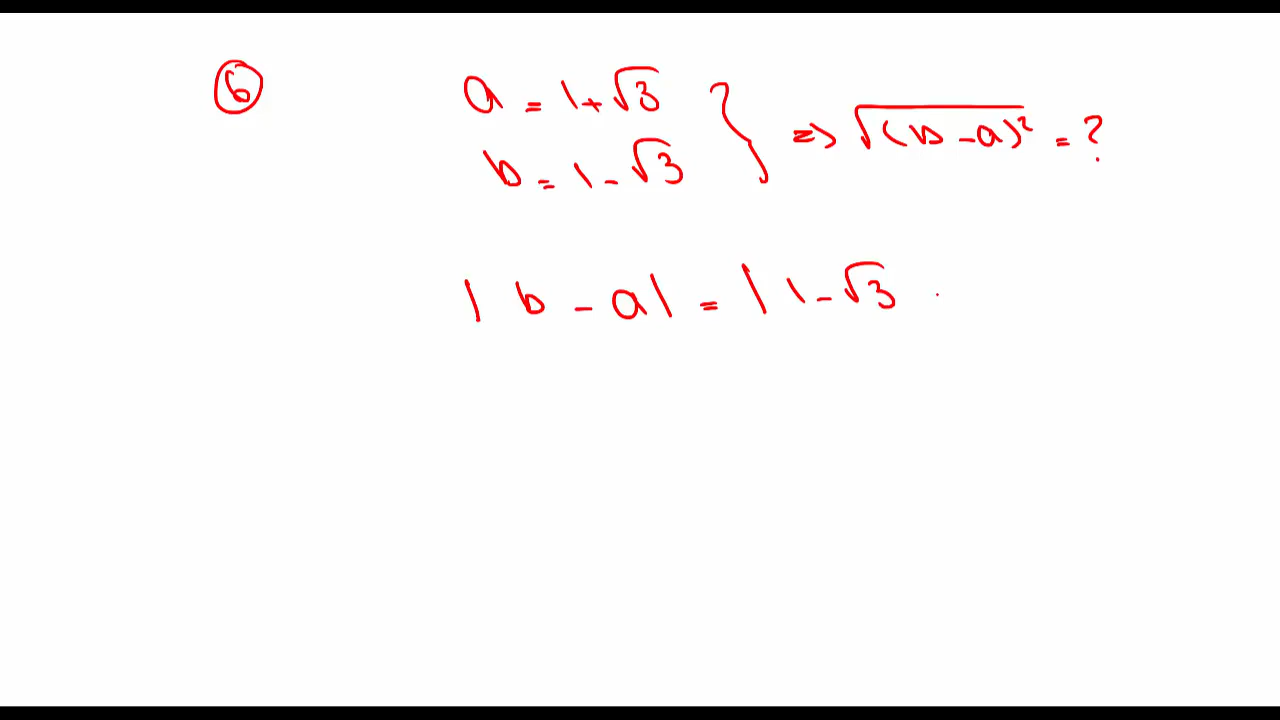 ⑥ a = 1 + √3
b = 1 - √3 } => √(b - a)² = ?
| b - a | = | 1 - √3